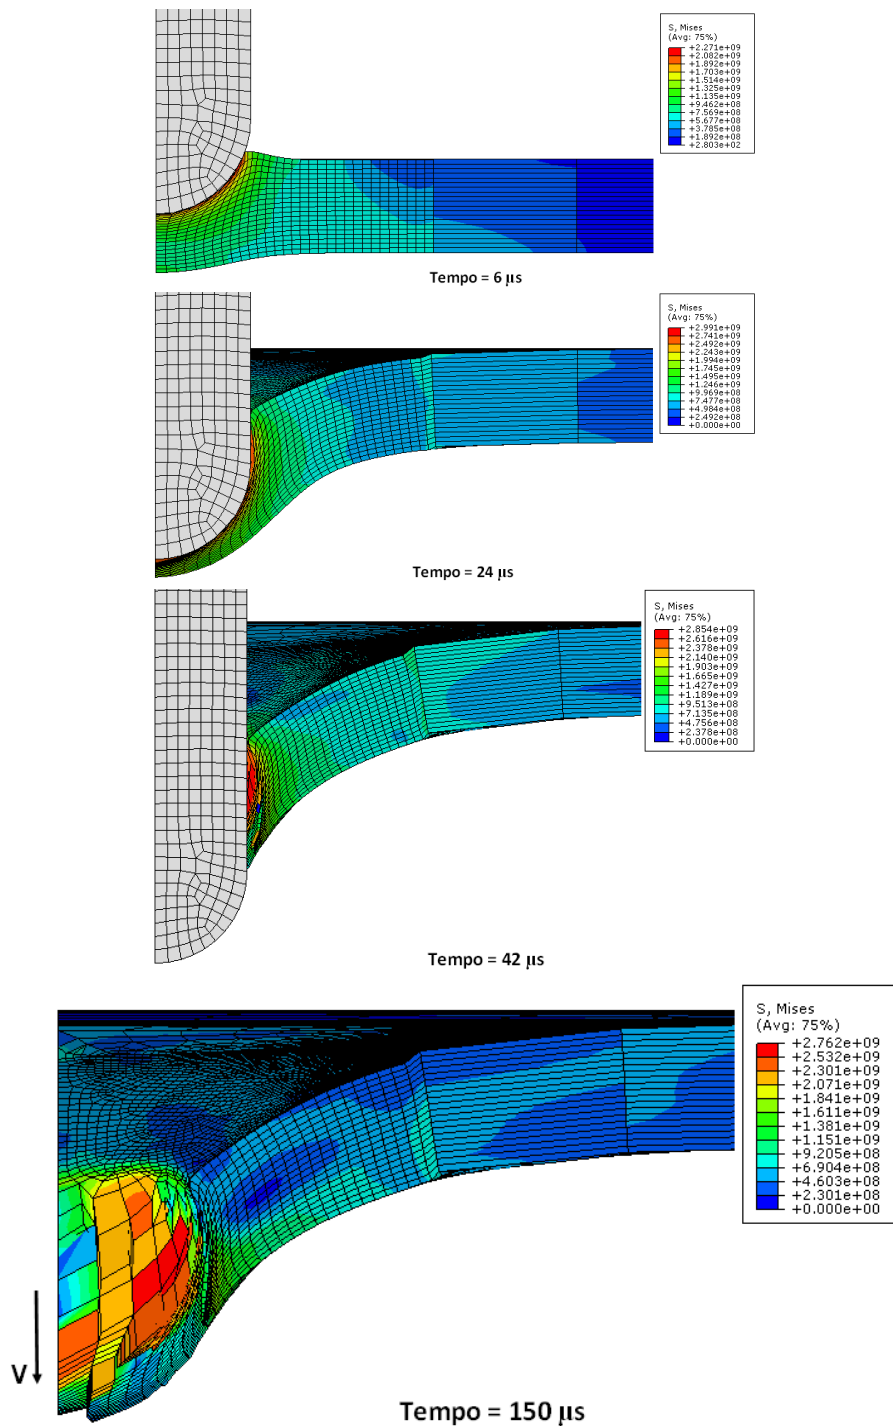 S, Mises
(Avg: 75%)
+2.271e+09
+2.082e+09
+1.892e+09
+1.703e+09
+1.514e+09
+1.325e+09
+1.135e+09
+9.462e+08
+7.569e+08
+5.677e+08
+3.785e+08
+1.892e+08
+2.803e+02
Tempo = 6 µs
S, Mises
(Avg: 75%)
+2.991e+09
+2.741e+09
+2.492e+09
+2.243e+09
+1.994e+09
+1.745e+09
+1.495e+09
+1.246e+09
+9.969e+08
+7.477e+08
+4.984e+08
+2.492e+08
+0.000e+00
Tempo = 24 µs
S, Mises
(Avg: 75%)
+2.854e+09
+2.616e+09
+2.378e+09
+2.140e+09
+1.903e+09
+1.665e+09
+1.427e+09
+1.189e+09
+9.513e+08
+7.135e+08
+4.756e+08
+2.378e+08
+0.000e+00
Tempo = 42 µs
S, Mises
(Avg: 75%)
+2.762e+09
+2.532e+09
+2.301e+09
+2.071e+09
+1.841e+09
+1.611e+09
+1.381e+09
+1.151e+09
+9.205e+08
+6.904e+08
+4.603e+08
+2.301e+08
+0.000e+00
V
Tempo = 150 µs